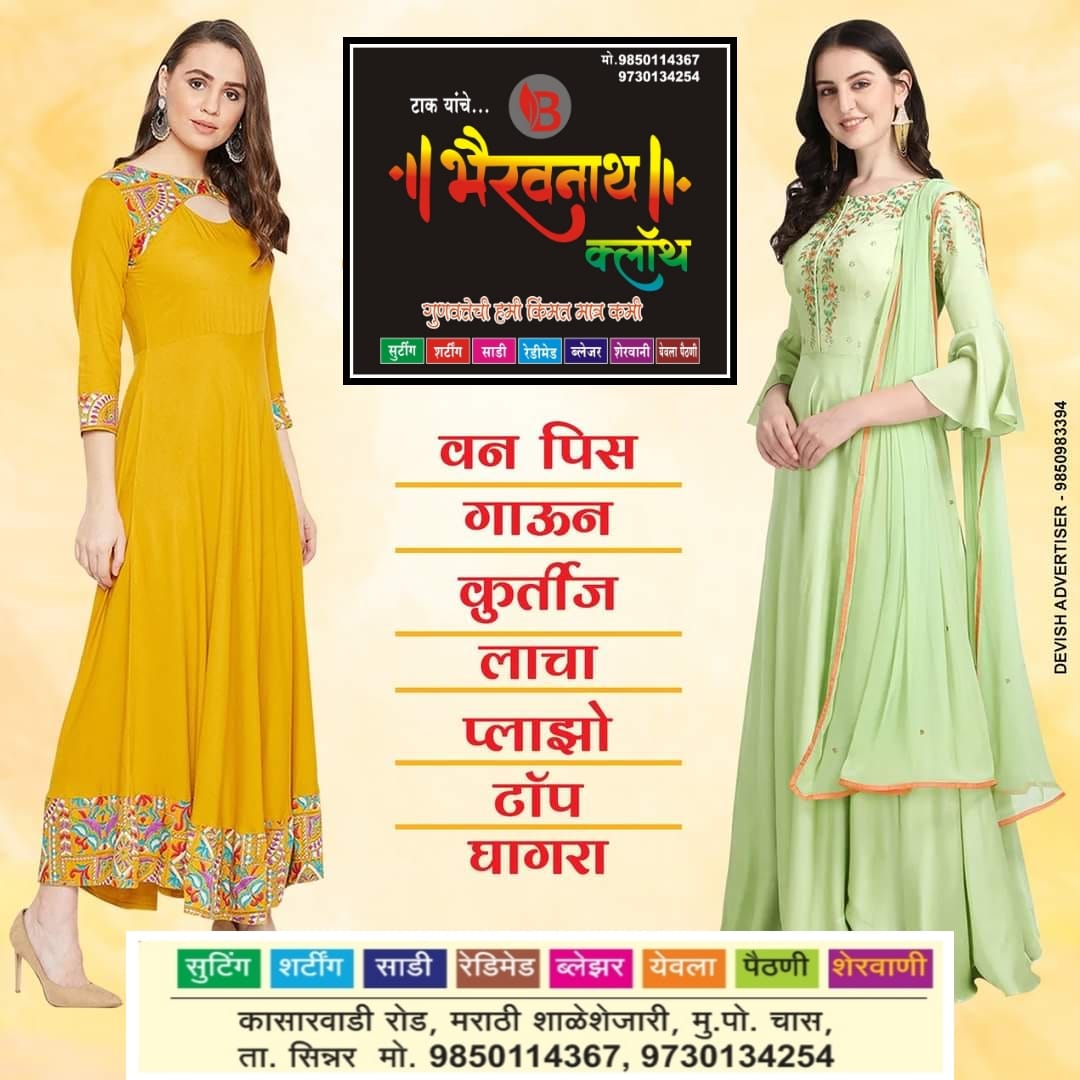 मो.9850114367
9730134254
टाक यांचे...
B
भैरवनाथ
क्लॉथ
गुणवत्तेची हमी किंमत मात्र कमी
सुर्टींग शर्टींग साडी रेडीमेड ब्लेजर शेरवानी येवला पैठणी
वन पिस
गाऊन
कुर्तीज
लाचा
प्लाझो
टॉप
घागरा
DEVISH ADVERTISER - 9850983394
सुटिंग शर्टींग साडी रेडिमेड ब्लेझर येवला पैठणी शेरवाणी
कासारवाडी रोड, मराठी शाळेशेजारी, मु.पो. चास,
ता. सिन्नर मो. 9850114367, 9730134254